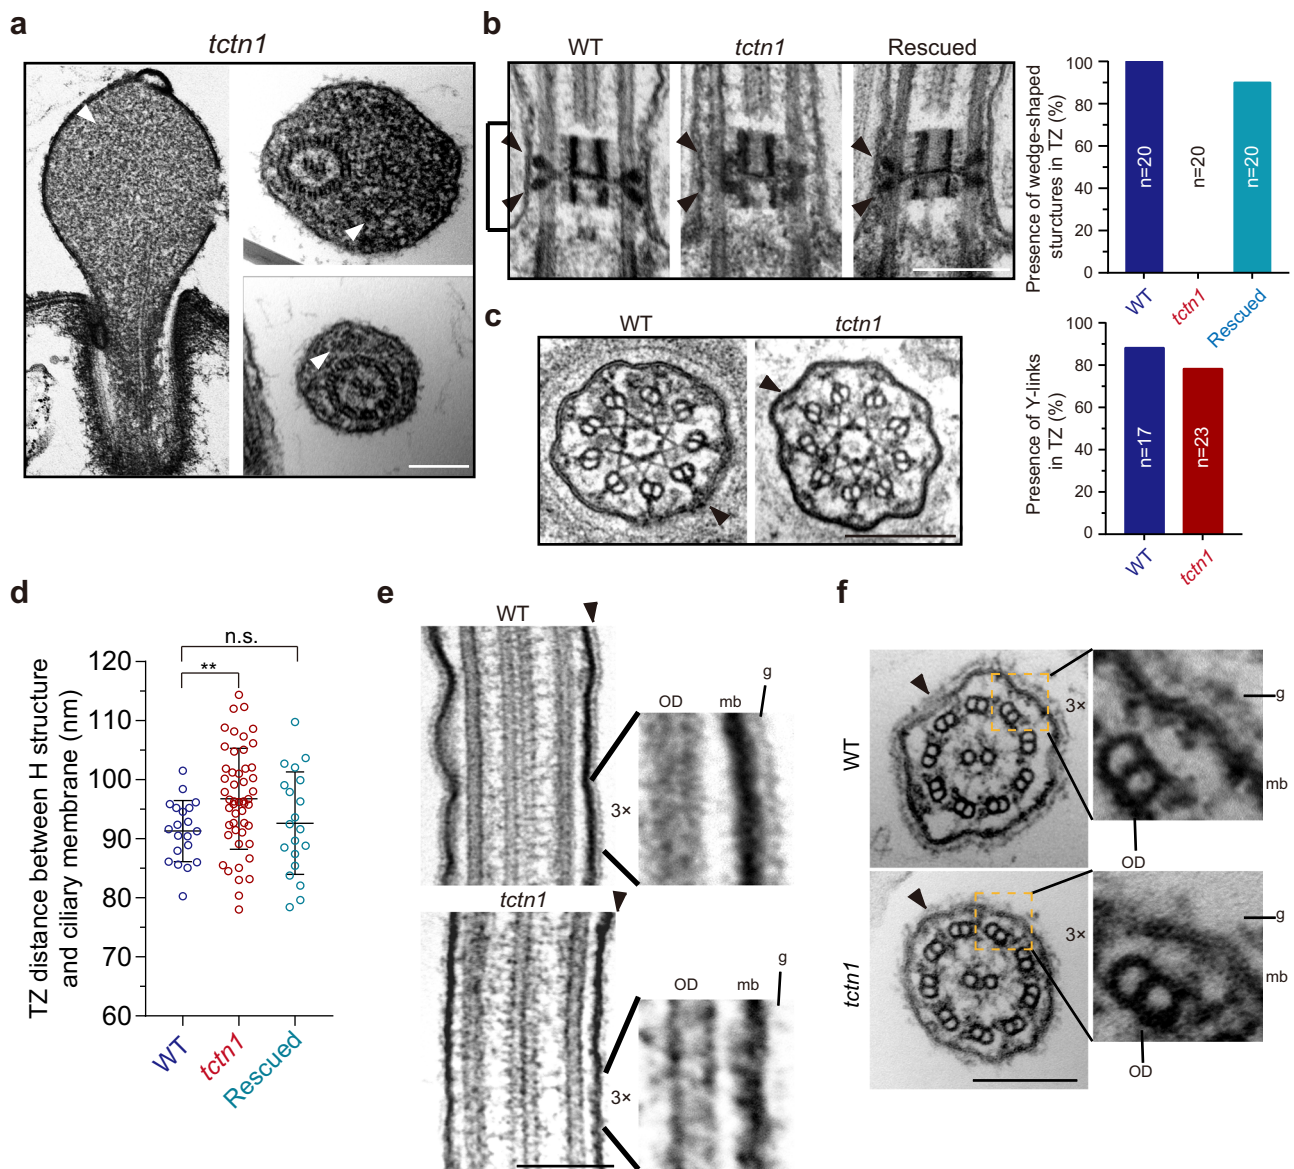 a
tctn1
b
WT
tctn1
Rescued
Presence of wedge-shaped
sturctures in TZ (%)
100
80
60
40
20
0
n=20
n=20
n=20
WT
tctn1
Rescued
c
WT
tctn1
Presence of Y-links
in TZ (%)
100
80
60
40
20
0
n=17
n=23
WT
tctn1
d
TZ distance between H structure
and ciliary membrane (nm)
n.s.
**
120
110
100
90
80
70
60
WT
tctn1
Rescued
e
WT
OD
mb
g
3×
tctn1
OD
mb
g
3×
f
WT
3×
g
mb
OD
tctn1
3×
g
mb
OD